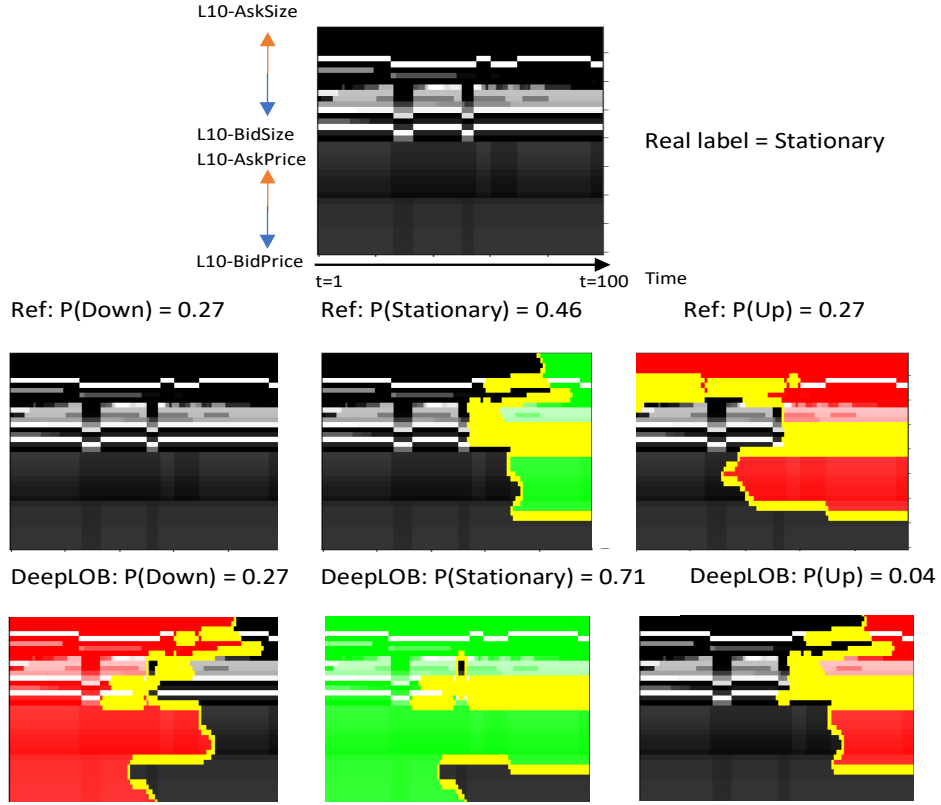 L10-AskSize
L10-BidSize
L10-AskPrice
Real label = Stationary
L10-BidPrice
t=1
t=100
Time
Ref: P(Down) = 0.27
Ref: P(Stationary) = 0.46
Ref: P(Up) = 0.27
DeepLOB: P(Down) = 0.27
DeepLOB: P(Stationary) = 0.71
DeepLOB: P(Up) = 0.04